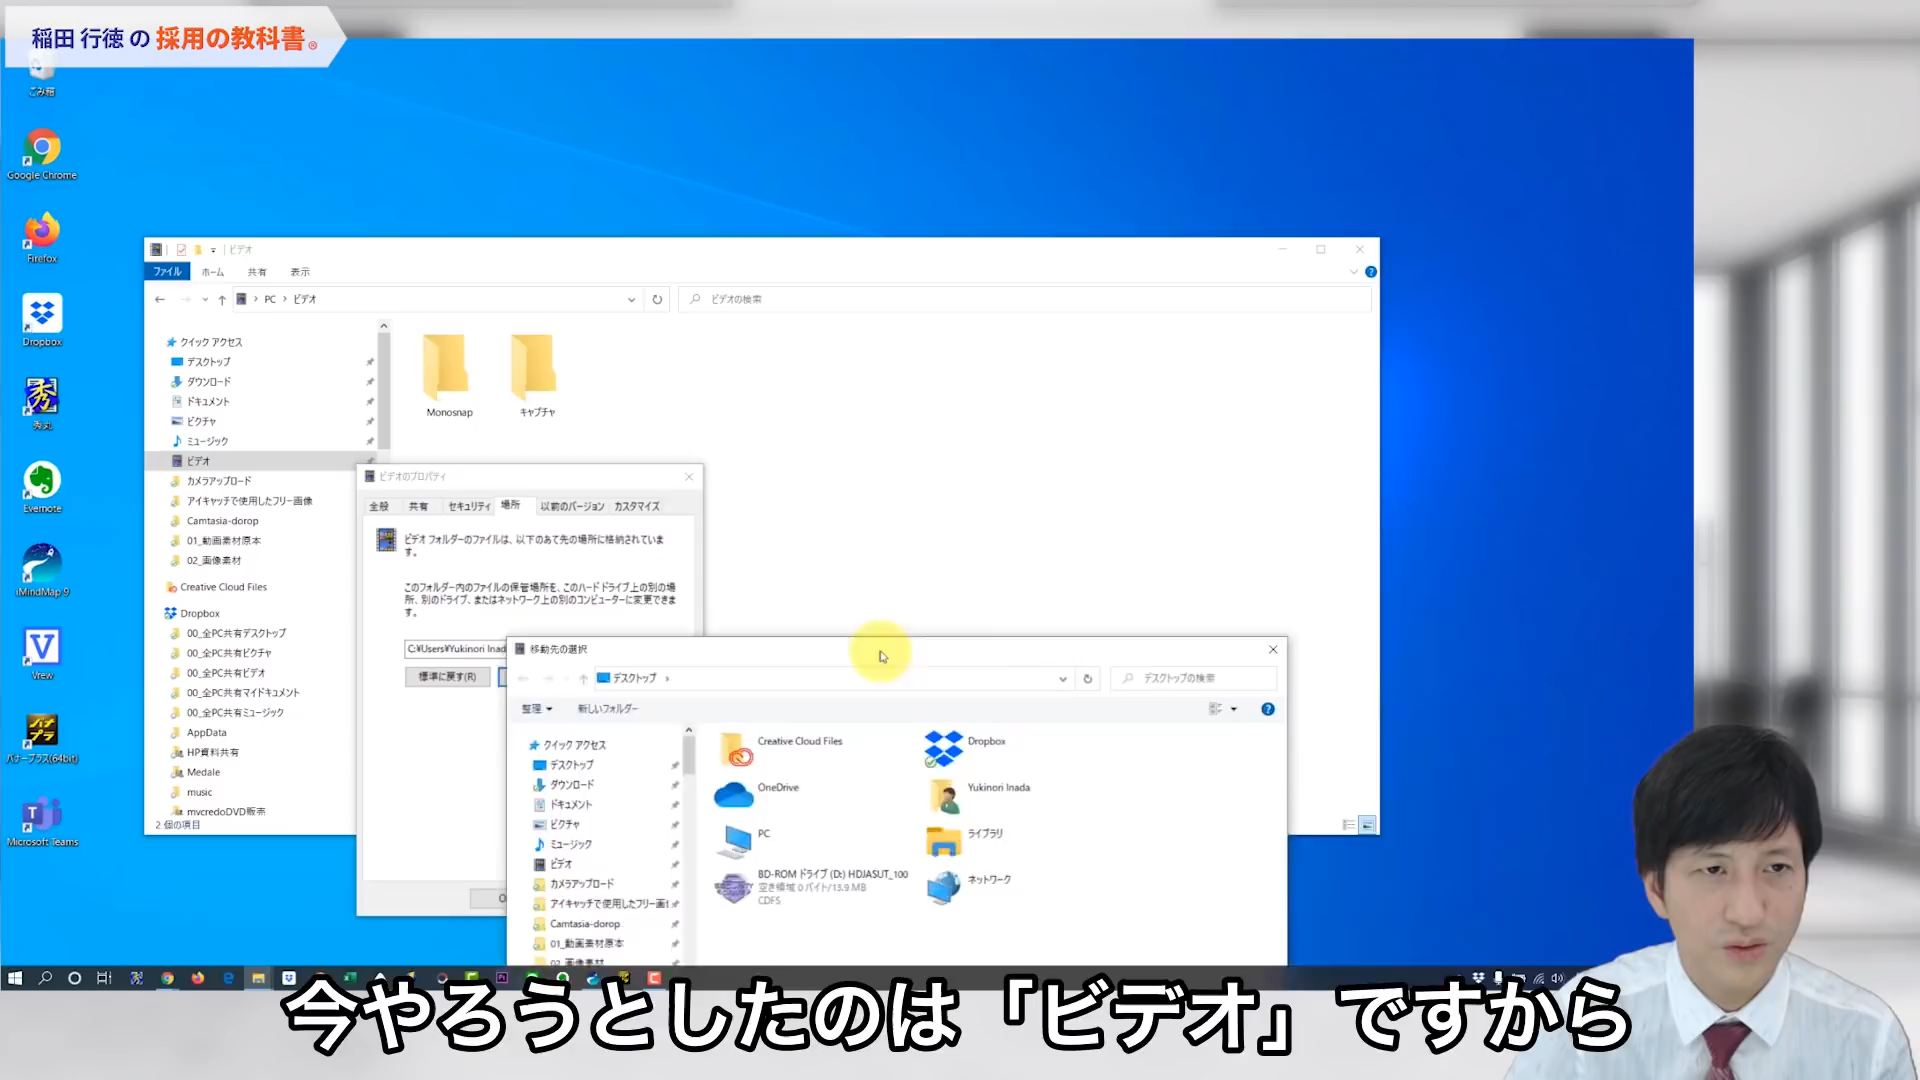 稲田 行徳 の 採用の教科書®
ごみ箱
Google Chrome
Firefox
Dropbox
秀
秀丸
Evernote
iMindMap 9
V
Vrew
パナ
プラ
パナープラス(64bit)
T
Microsoft Teams
ビデオ
ファイル ホーム 共有 表示
PC ビデオ
ビデオの検索
クイック アクセス
デスクトップ
ダウンロード
ドキュメント
ピクチャ
ミュージック
ビデオ
カメラアップロード
アイキャッチで使用したフリー画像
Camtasia-dorop
01_動画素材原本
02_画像素材
Creative Cloud Files
Dropbox
00_全PC共有デスクトップ
00_全PC共有ピクチャ
00_全PC共有ビデオ
00_全PC共有マイドキュメント
00_全PC共有ミュージック
AppData
HP資料共有
Medale
music
mycredoDVD販売
2 個の項目
Monosnap
キャプチャ
ビデオのプロパティ
全般 共有 セキュリティ 場所 以前のバージョン カスタマイズ
ビデオ フォルダーのファイルは、以下のあて先の場所に格納されていま
す。
このフォルダー内のファイルの保管場所を、このハードドライブ上の別の場
所、別のドライブ、またはネットワーク上の別のコンピューターに変更できま
す。
C:¥Users¥Yukinori Inad
標準に戻す(R)
移動先の選択
デスクトップ
デスクトップの検索
整理 新しいフォルダー
クイック アクセス
デスクトップ
ダウンロード
ドキュメント
ピクチャ
ミュージック
ビデオ
カメラアップロード
アイキャッチで使用したフリー画
Camtasia-dorop
01_動画素材原本
02_画像素材
Creative Cloud Files
Dropbox
OneDrive
Yukinori Inada
PC
ライブラリ
BD-ROM ドライブ (D:) HDJASUT_100
空き領域 0 バイト/13.9 MB
CDFS
ネットワーク
今やろうとしたのは「ビデオ」ですから